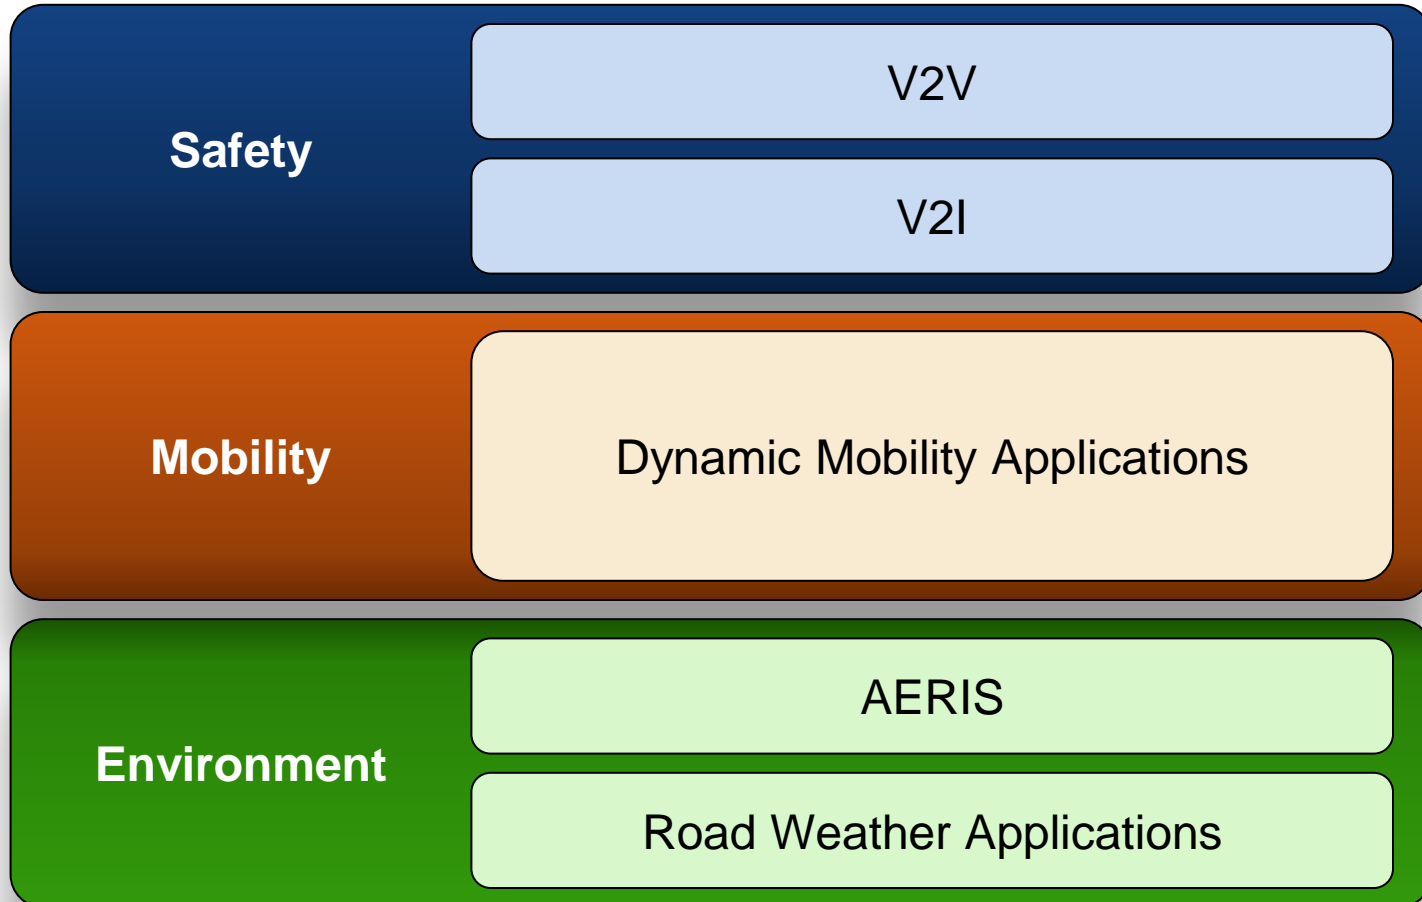 Safety
V2V
V2I
Mobility
Dynamic Mobility Applications
Environment
AERIS
Road Weather Applications